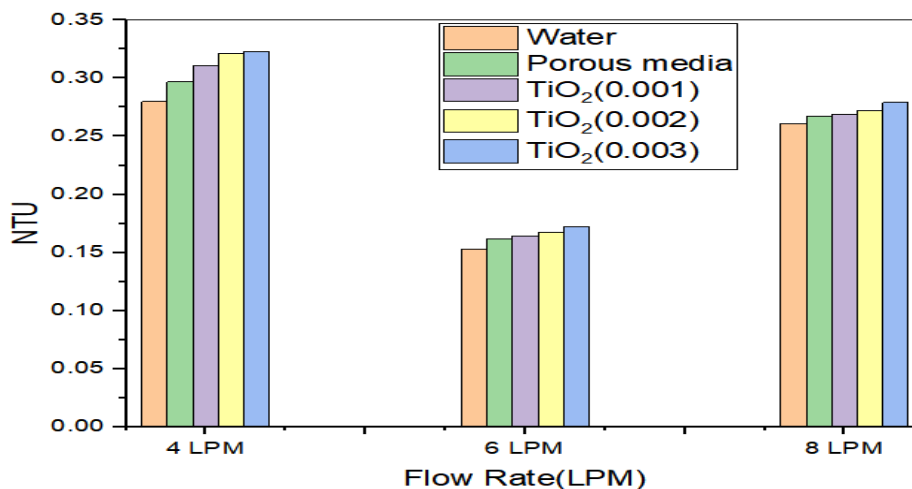 0.35
0.30
0.25
0.20
0.15
0.10
0.05
0.00
NTU
Water
Porous media
TiO₂(0.001)
TiO₂(0.002)
TiO₂(0.003)
4 LPM
6 LPM
8 LPM
Flow Rate(LPM)